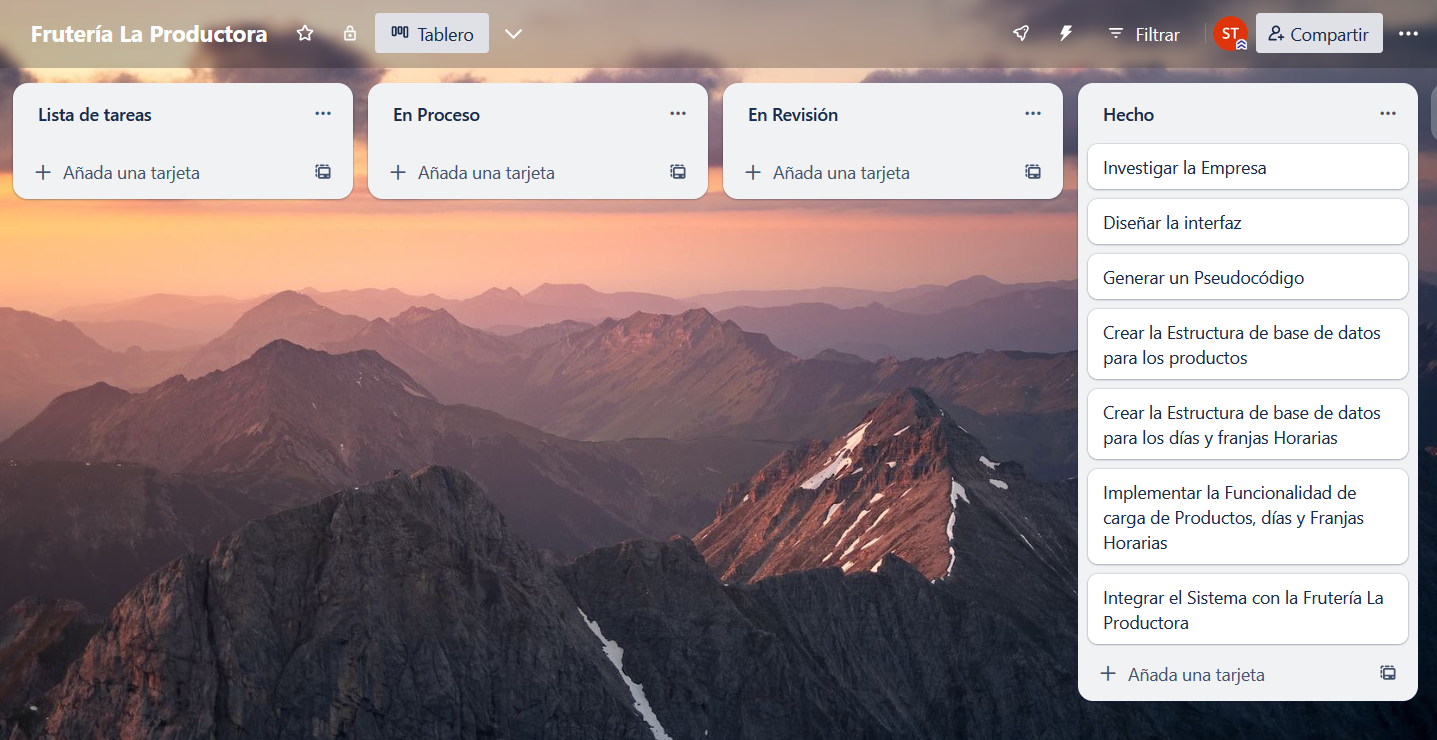 Frutería La Productora
Tablero
Filtrar
ST
Compartir
Lista de tareas
Añada una tarjeta
En Proceso
Añada una tarjeta
En Revisión
Añada una tarjeta
Hecho
Investigar la Empresa
Diseñar la interfaz
Generar un Pseudocódigo
Crear la Estructura de base de datos
para los productos
Crear la Estructura de base de datos
para los días y franjas Horarias
Implementar la Funcionalidad de
carga de Productos, días y Franjas
Horarias
Integrar el Sistema con la Frutería La
Productora
Añada una tarjeta